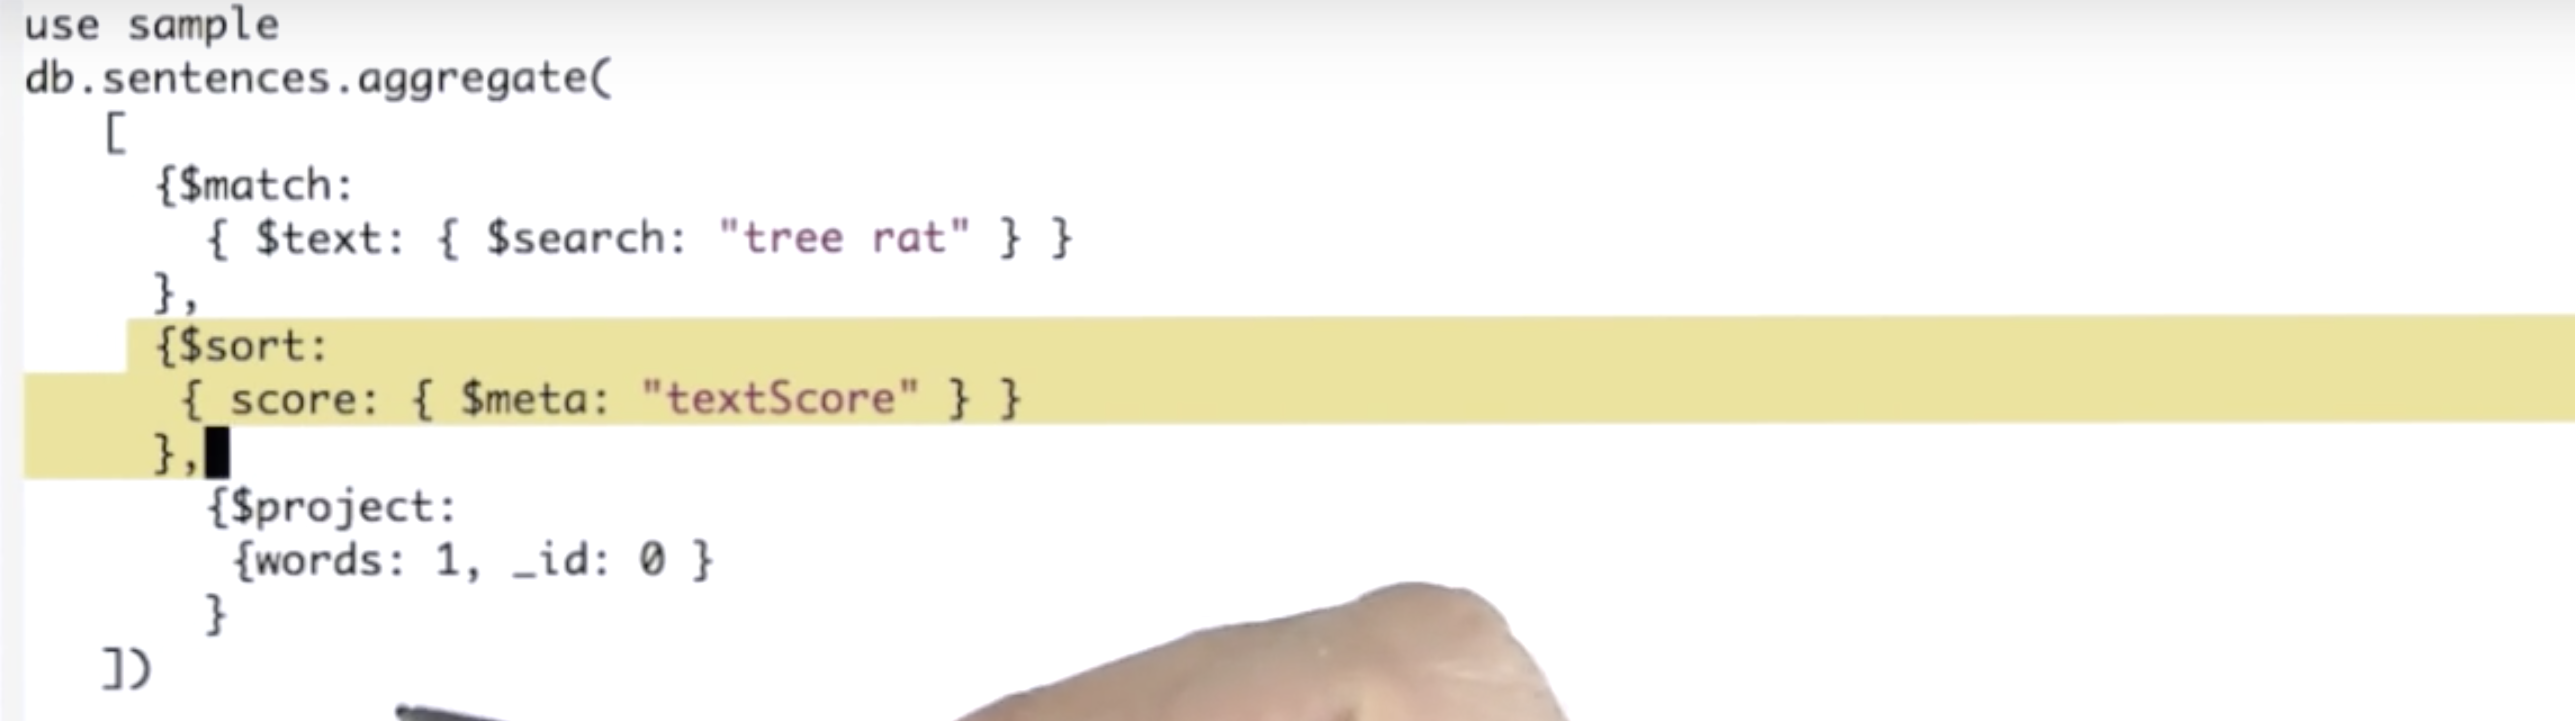 use sample
db.sentences.aggregate(
[
{$match:
{ $text: { $search: "tree rat" } }
},
{$sort:
{ score: { $meta: "textScore" } }
},
{$project:
{words: 1, _id: 0 }
}
])